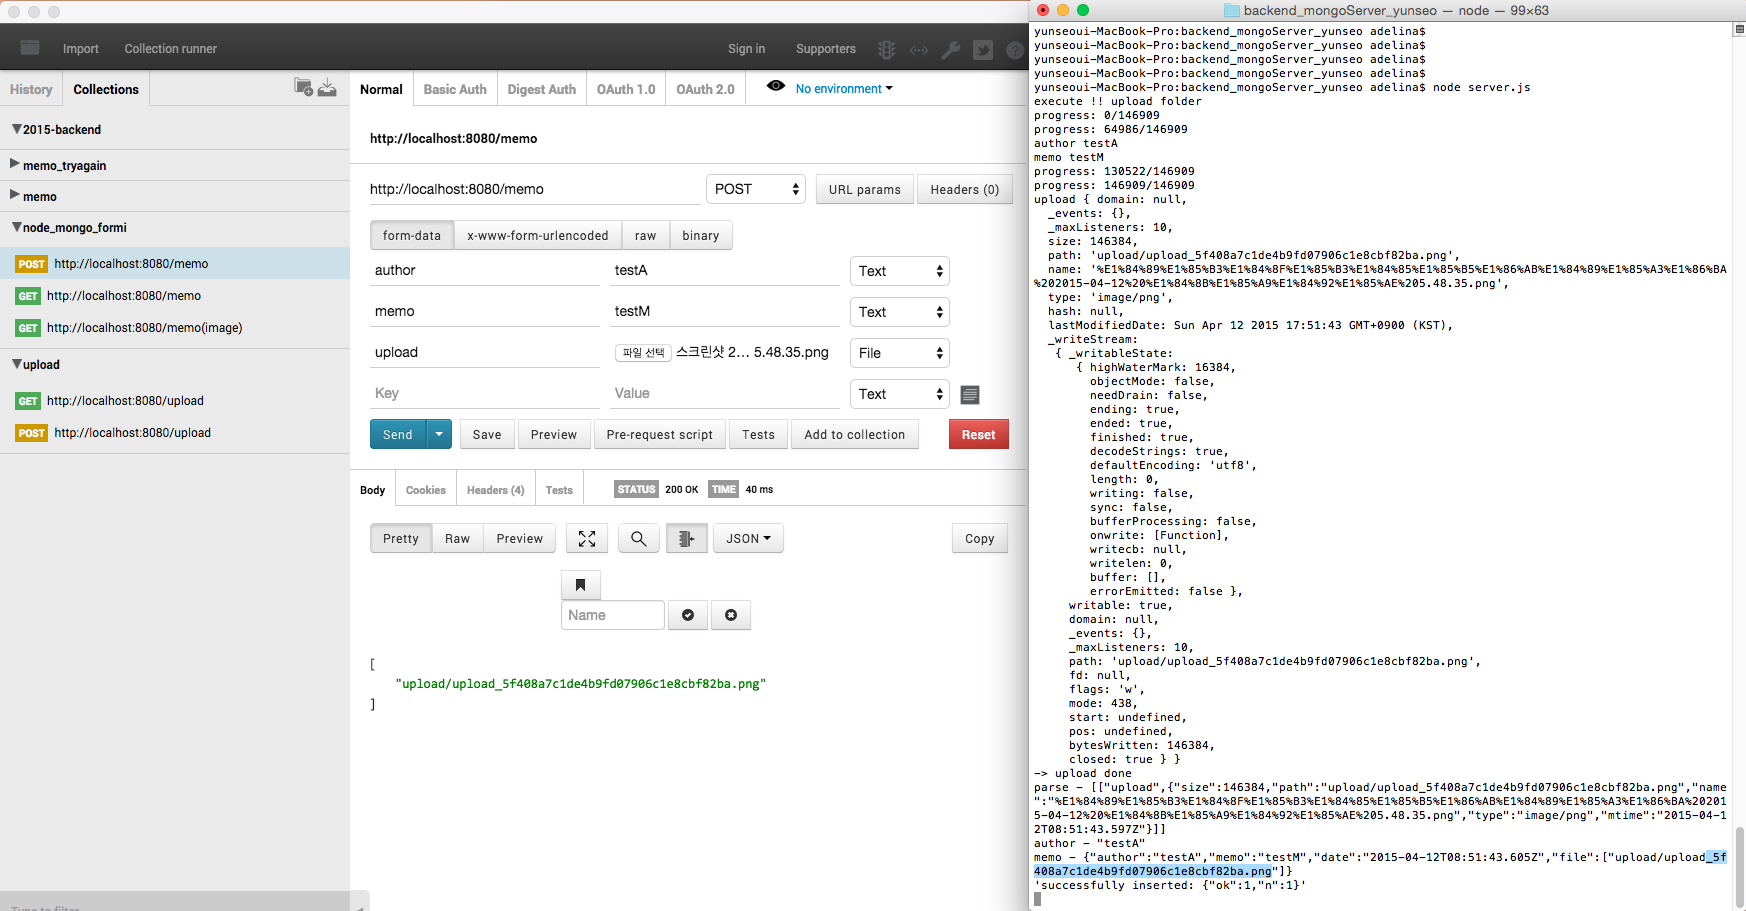 Import
Collection runner
Sign in
Supporters
History
Collections
2015-backend
memo_tryagain
memo
node_mongo_formi
POST http://localhost:8080/memo
GET http://localhost:8080/memo
GET http://localhost:8080/memo(image)
upload
GET http://localhost:8080/upload
POST http://localhost:8080/upload
Normal
Basic Auth
Digest Auth
OAuth 1.0
OAuth 2.0
No environment
http://localhost:8080/memo
http://localhost:8080/memo
POST
URL params
Headers (0)
form-data
x-www-form-urlencoded
raw
binary
author testA Text
memo testM Text
upload 파일 선택 스크린샷 2... 5.48.35.png File
Key Value Text
Send
Save
Preview
Pre-request script
Tests
Add to collection
Reset
Body
Cookies
Headers (4)
Tests
STATUS 200 OK TIME 40 ms
Pretty
Raw
Preview
JSON
Copy
Name
[
"upload/upload_5f408a7c1de4b9fd07906c1e8cbf82ba.png"
]
backend_mongoServer_yunseo — node — 99×63
yunseoui-MacBook-Pro:backend_mongoServer_yunseo adelina$
yunseoui-MacBook-Pro:backend_mongoServer_yunseo adelina$
yunseoui-MacBook-Pro:backend_mongoServer_yunseo adelina$
yunseoui-MacBook-Pro:backend_mongoServer_yunseo adelina$
yunseoui-MacBook-Pro:backend_mongoServer_yunseo adelina$ node server.js
execute !! upload folder
progress: 0/146909
progress: 64986/146909
author testA
memo testM
progress: 130522/146909
progress: 146909/146909
upload { domain: null,
_events: {},
_maxListeners: 10,
size: 146384,
path: 'upload/upload_5f408a7c1de4b9fd07906c1e8cbf82ba.png',
name: '%E1%84%89%E1%85%B3%E1%84%8F%E1%85%B3%E1%84%85%E1%85%B5%E1%86%AB%E1%84%89%E1%85%A3%E1%86%BA
%202015-04-12%20%E1%84%8B%E1%85%A9%E1%84%92%E1%85%AE%205.48.35.png',
type: 'image/png',
hash: null,
lastModifiedDate: Sun Apr 12 2015 17:51:43 GMT+0900 (KST),
_writeStream:
{ _writableState:
{ highWaterMark: 16384,
objectMode: false,
needDrain: false,
ending: true,
ended: true,
finished: true,
decodeStrings: true,
defaultEncoding: 'utf8',
length: 0,
writing: false,
sync: false,
bufferProcessing: false,
onwrite: [Function],
writecb: null,
writelen: 0,
buffer: [],
errorEmitted: false },
writable: true,
domain: null,
_events: {},
_maxListeners: 10,
path: 'upload/upload_5f408a7c1de4b9fd07906c1e8cbf82ba.png',
fd: null,
flags: 'w',
mode: 438,
start: undefined,
pos: undefined,
bytesWritten: 146384,
closed: true } }
-> upload done
parse - [["upload",{"size":146384,"path":"upload/upload_5f408a7c1de4b9fd07906c1e8cbf82ba.png","name
":"%E1%84%89%E1%85%B3%E1%84%8F%E1%85%B3%E1%84%85%E1%85%B5%E1%86%AB%E1%84%89%E1%85%A3%E1%86%BA%20201
5-04-12%20%E1%84%8B%E1%85%A9%E1%84%92%E1%85%AE%205.48.35.png","type":"image/png","mtime":"2015-04-1
2T08:51:43.597Z"}]]
author - "testA"
memo - {"author":"testA","memo":"testM","date":"2015-04-12T08:51:43.605Z","file":["upload/upload_5f
408a7c1de4b9fd07906c1e8cbf82ba.png"]}
'successfully inserted: {"ok":1,"n":1}'